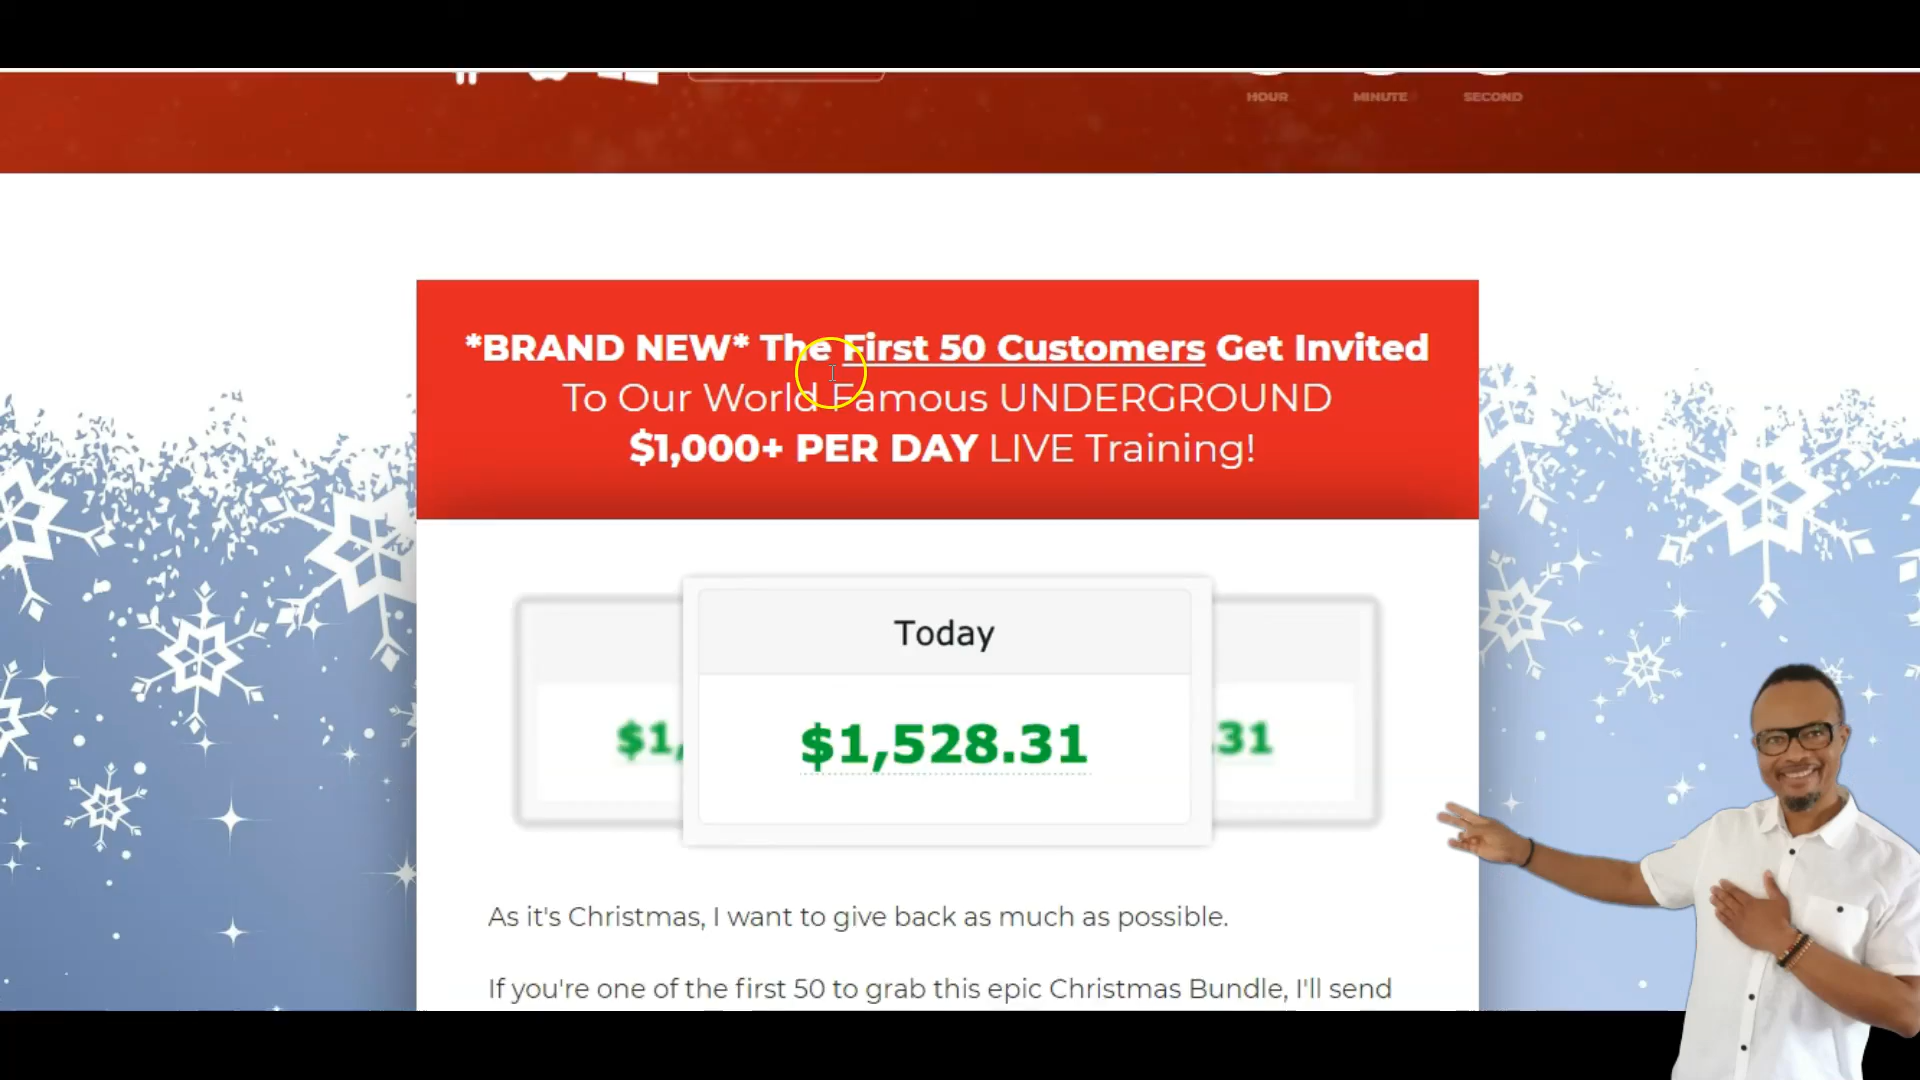 HOUR MINUTE SECOND
*BRAND NEW* The First 50 Customers Get Invited
To Our World Famous UNDERGROUND
$1,000+ PER DAY LIVE Training!
Today
$1, $1,528.31 .31
As it's Christmas, I want to give back as much as possible.
If you're one of the first 50 to grab this epic Christmas Bundle, I'll send